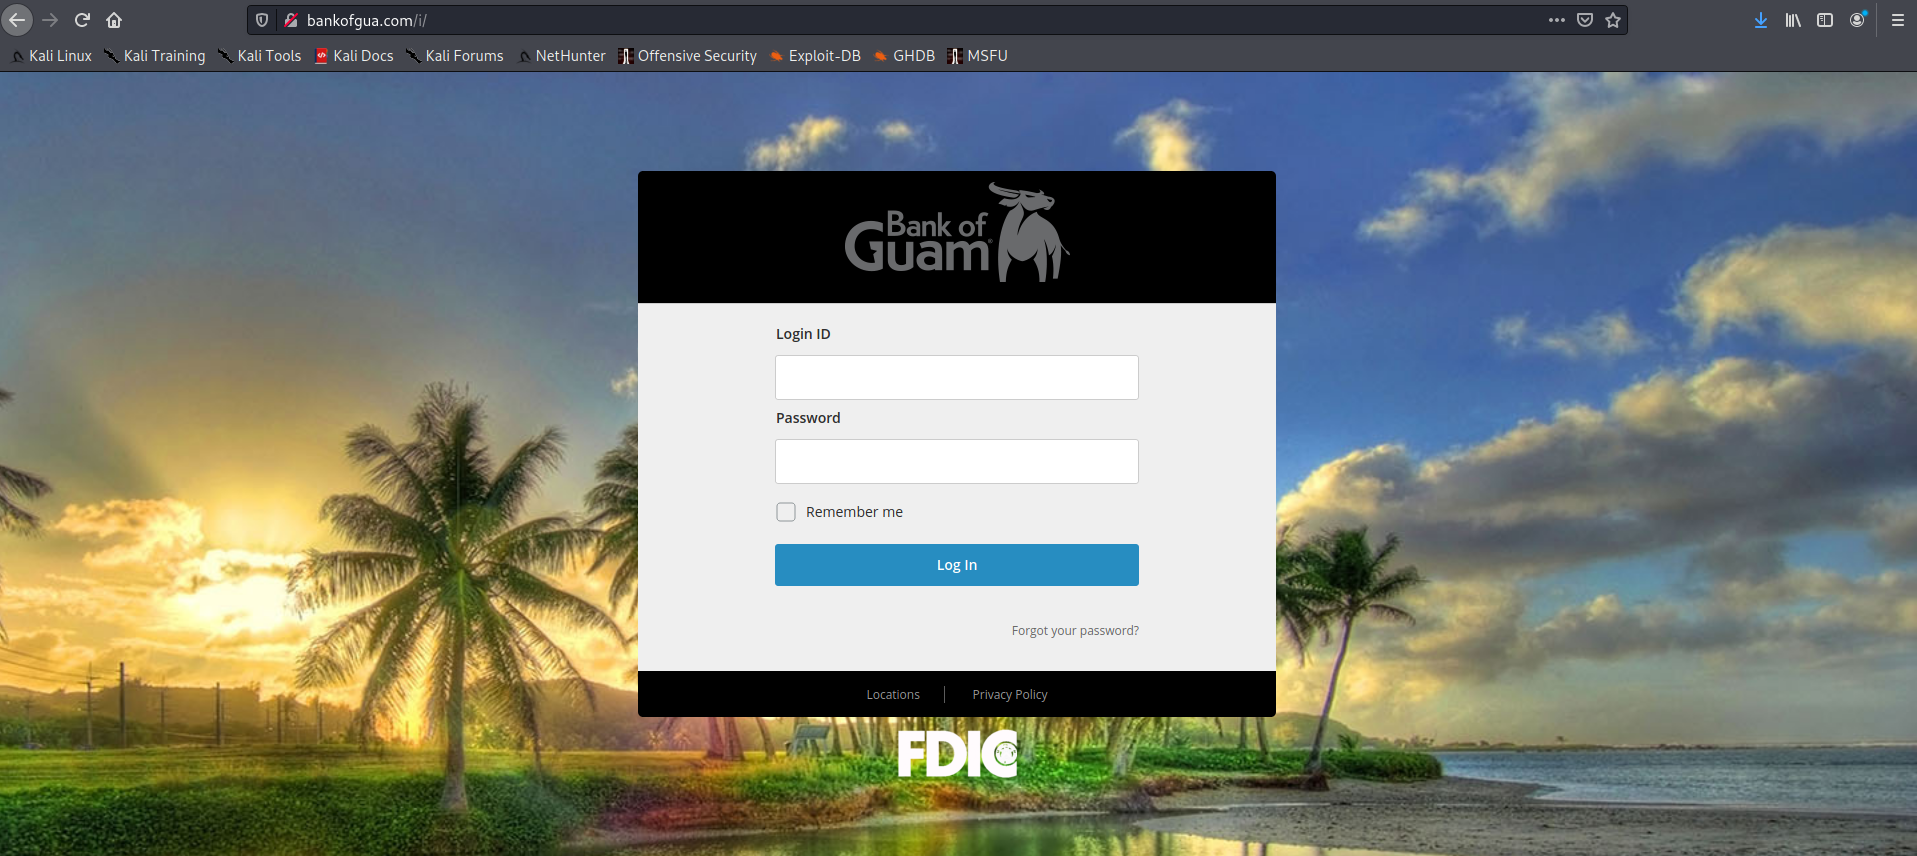 bankofgua.com/i/
Kali Linux Kali Training Kali Tools Kali Docs Kali Forums NetHunter Offensive Security Exploit-DB GHDB MSFU
Bank of
Guam
Login ID
Password
Remember me
Log In
Forgot your password?
Locations | Privacy Policy
FDIC